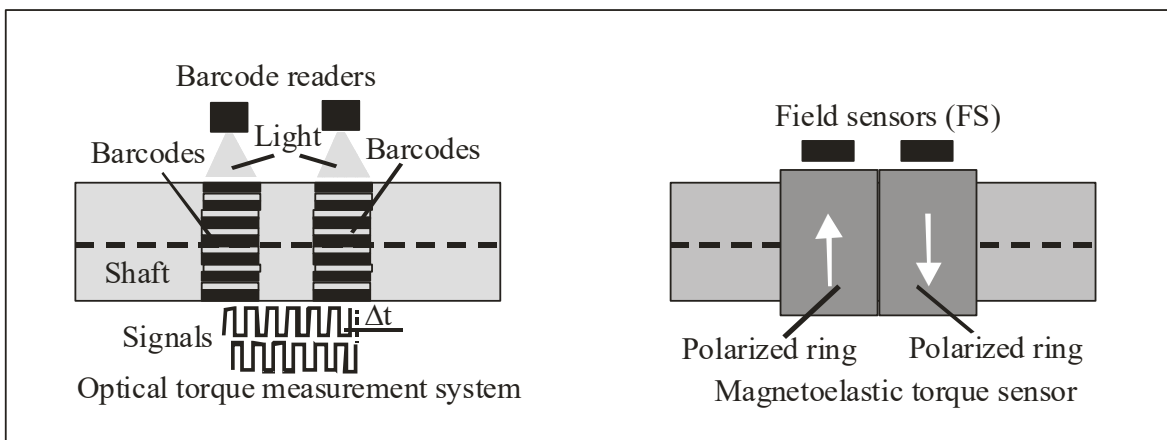 Barcode readers
Light
Barcodes
Barcodes
Shaft
Δt
Signals
Optical torque measurement system
Field sensors (FS)
Polarized ring
Polarized ring
Magnetoelastic torque sensor